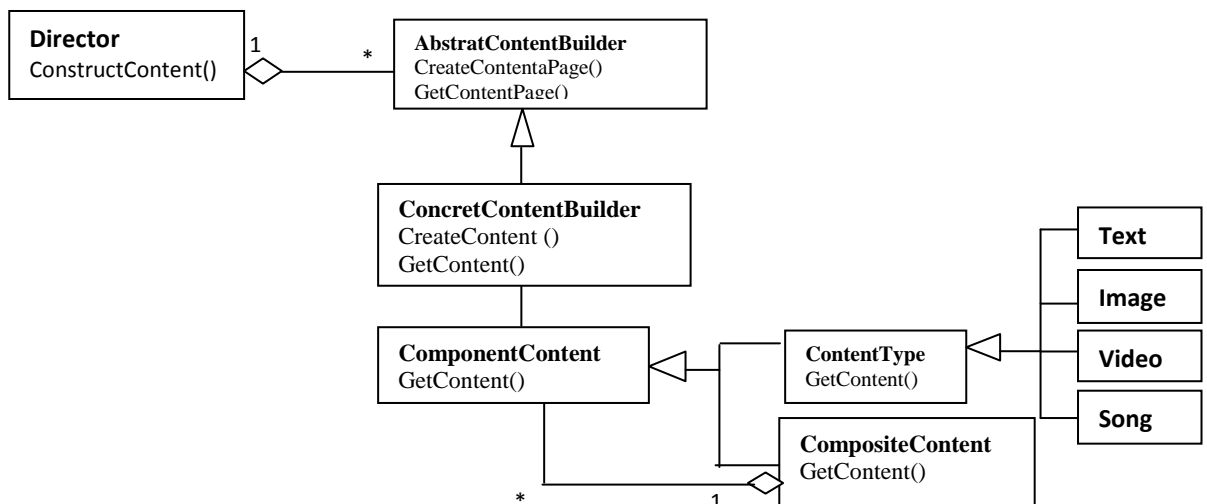 Director
ConstructContent()
1
*
AbstratContentBuilder
CreateContentaPage()
GetContentPage()
ConcretContentBuilder
CreateContent ()
GetContent()
ComponentContent
GetContent()
ContentType
GetContent()
Text
Image
Video
Song
CompositeContent
GetContent()
*
1